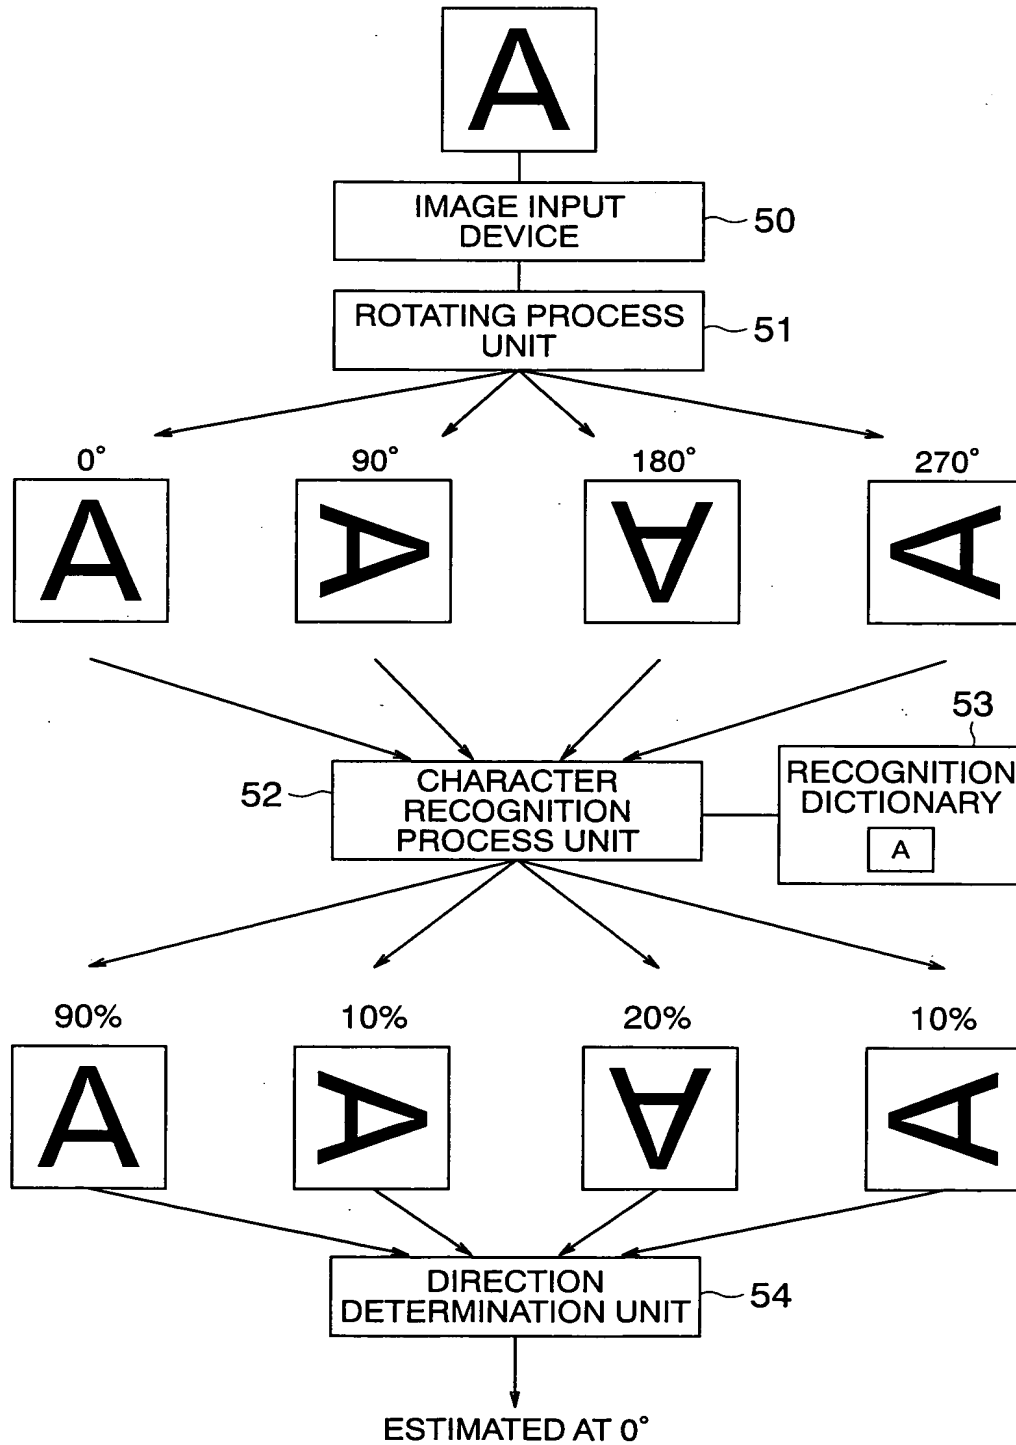 A
IMAGE INPUT
DEVICE
50
ROTATING PROCESS
UNIT
51
0° 90° 180° 270°
A A A A
53
52
CHARACTER
RECOGNITION
PROCESS UNIT
RECOGNITION
DICTIONARY
A
90% 10% 20% 10%
A A A A
DIRECTION
DETERMINATION UNIT
54
ESTIMATED AT 0°